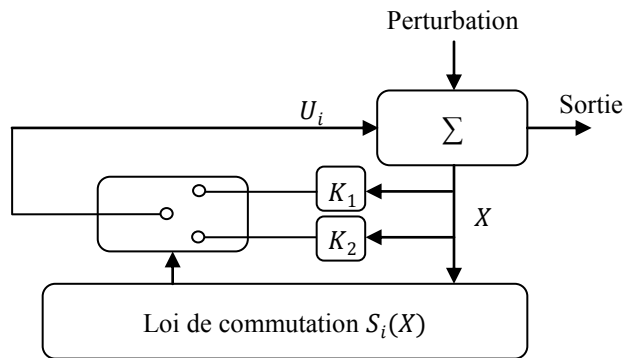 Perturbation
Sortie
U_i
∑
K_1
X
K_2
Loi de commutation S_i(X)